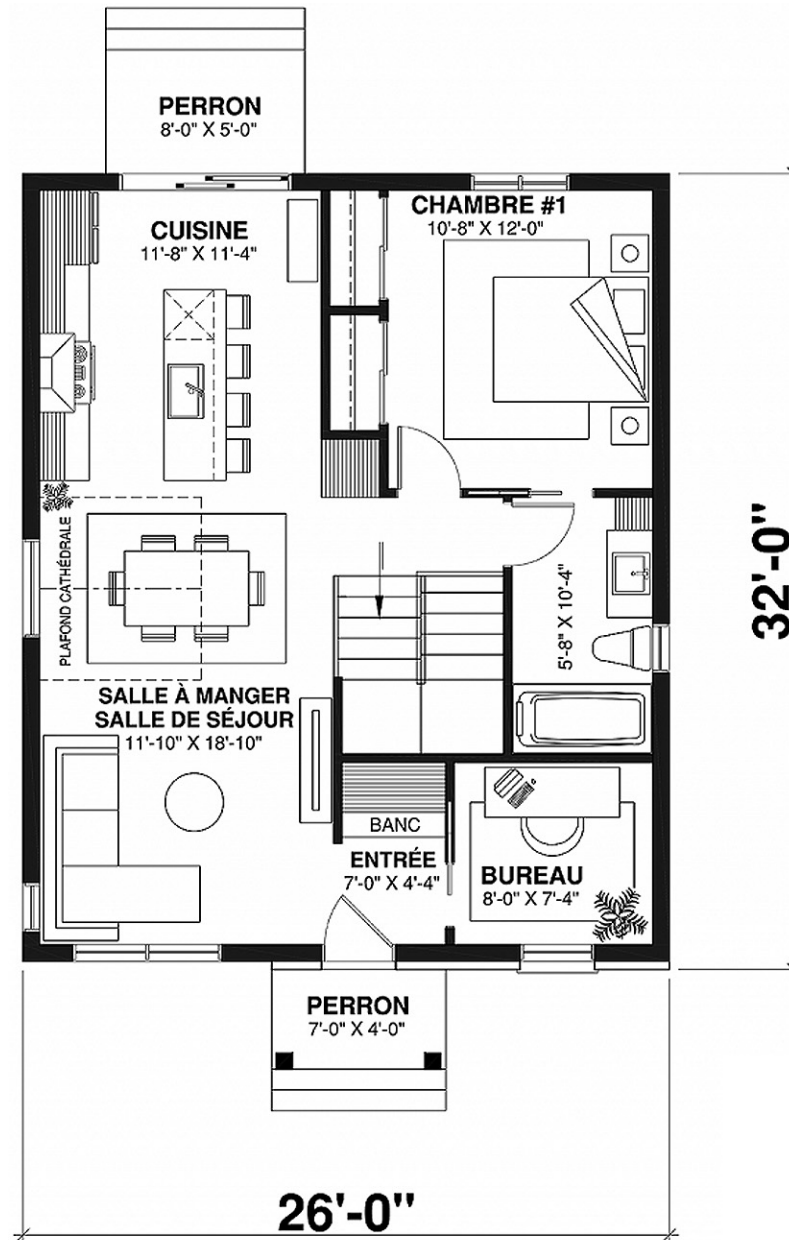 PERRON
8'-0" X 5'-0"
CUISINE
11'-8" X 11'-4"
CHAMBRE #1
10'-8" X 12'-0"
PLAFOND CATHÉDRALE
5'-8" X 10'-4"
32'-0"
SALLE À MANGER
SALLE DE SÉJOUR
11'-10" X 18'-10"
BANC
ENTRÉE
7'-0" X 4'-4"
BUREAU
8'-0" X 7'-4"
PERRON
7'-0" X 4'-0"
26'-0"